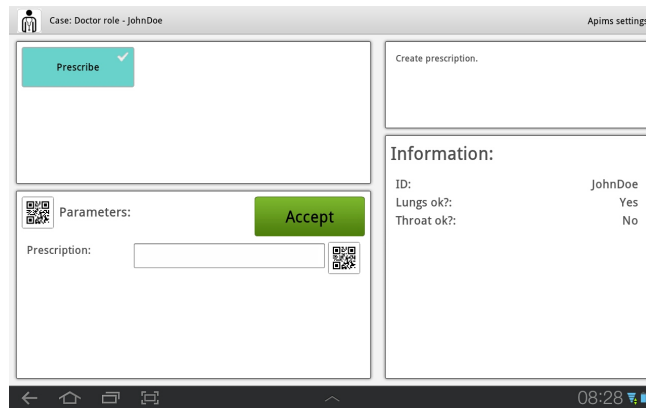 Case: Doctor role - JohnDoe
Apims settings
Prescribe
Create prescription.
Parameters:
Accept
Prescription:
Information:
ID: JohnDoe
Lungs ok?: Yes
Throat ok?: No
08:28